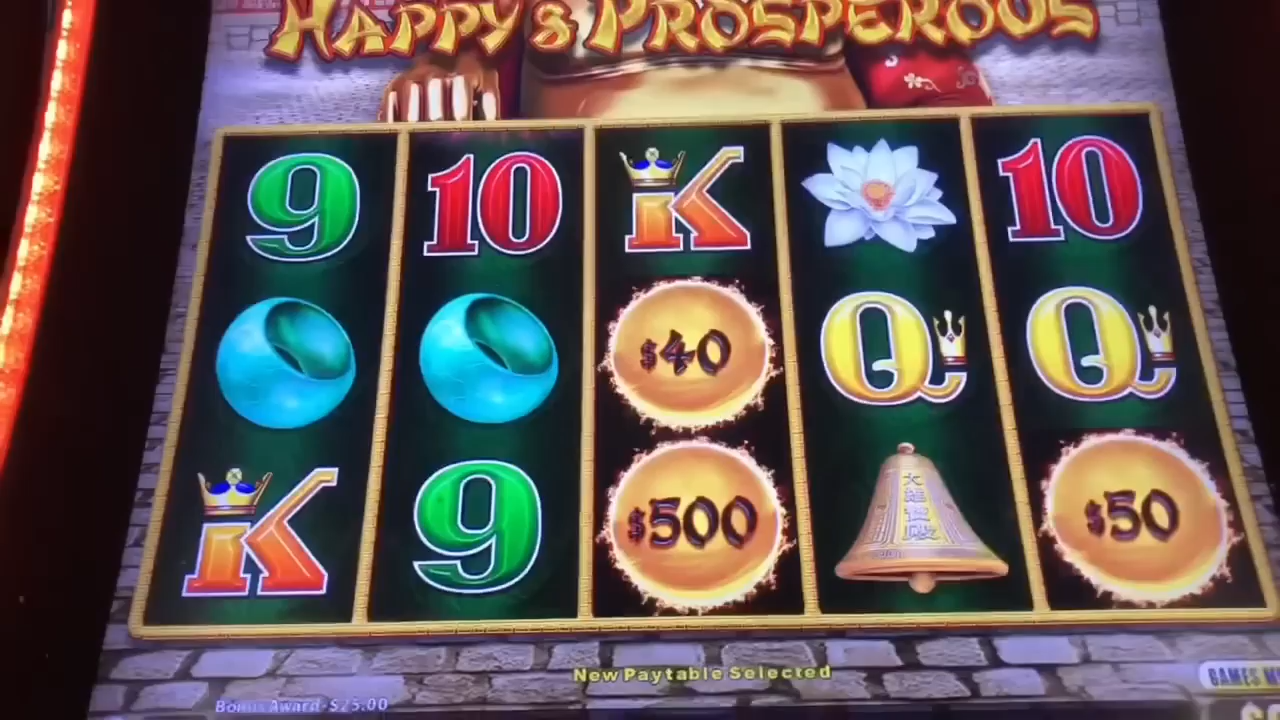 HAPPY & PROSPEROUS
9 10 K 10
$40 Q Q
K 9 $500 $50
New Paytable Selected
Bonus Award-$25.00
GAMES